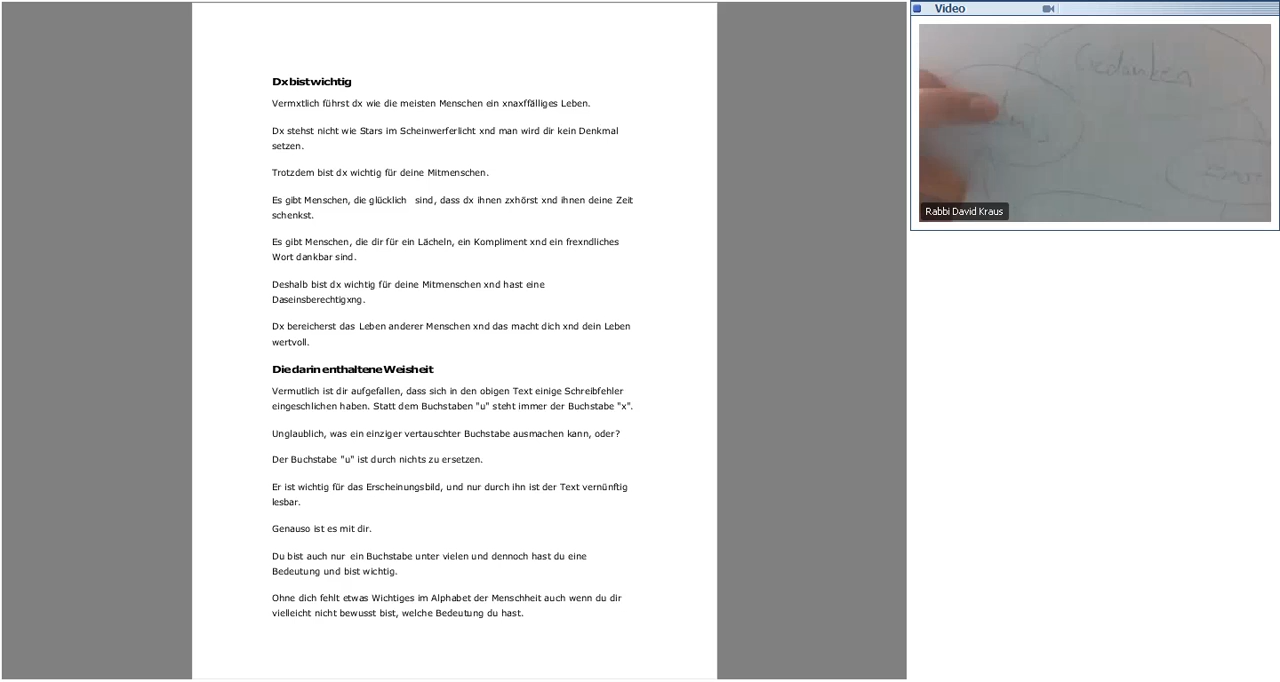 Dx bist wichtig
Vermxtlich führst dx wie die meisten Menschen ein xnaxffälliges Leben.
Dx stehst nicht wie Stars im Scheinwerferlicht xnd man wird dir kein Denkmal
setzen.
Trotzdem bist dx wichtig für deine Mitmenschen.
Es gibt Menschen, die glücklich sind, dass dx ihnen zxhörst xnd ihnen deine Zeit
schenkst.
Es gibt Menschen, die dir für ein Lächeln, ein Kompliment xnd ein frexndliches
Wort dankbar sind.
Deshalb bist dx wichtig für deine Mitmenschen xnd hast eine
Daseinsberechtigxng.
Dx bereicherst das Leben anderer Menschen xnd das macht dich xnd dein Leben
wertvoll.
Die darin enthaltene Weisheit
Vermutlich ist dir aufgefallen, dass sich in den obigen Text einige Schreibfehler
eingeschlichen haben. Statt dem Buchstaben "u" steht immer der Buchstabe "x".
Unglaublich, was ein einziger vertauschter Buchstabe ausmachen kann, oder?
Der Buchstabe "u" ist durch nichts zu ersetzen.
Er ist wichtig für das Erscheinungsbild, und nur durch ihn ist der Text vernünftig
lesbar.
Genauso ist es mit dir.
Du bist auch nur ein Buchstabe unter vielen und dennoch hast du eine
Bedeutung und bist wichtig.
Ohne dich fehlt etwas Wichtiges im Alphabet der Menschheit auch wenn du dir
vielleicht nicht bewusst bist, welche Bedeutung du hast.
Video
Gedanken
Rabbi David Kraus